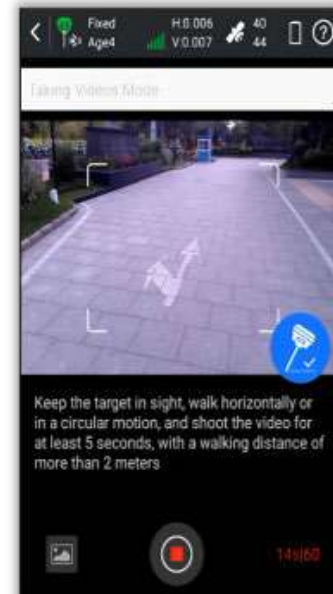 Fixed H:0.006 40
Age4 V:0.007 44
Taking Videos Mode
Keep the target in sight, walk horizontally or
in a circular motion, and shoot the video for
at least 5 seconds, with a walking distance of
more than 2 meters
14s|60